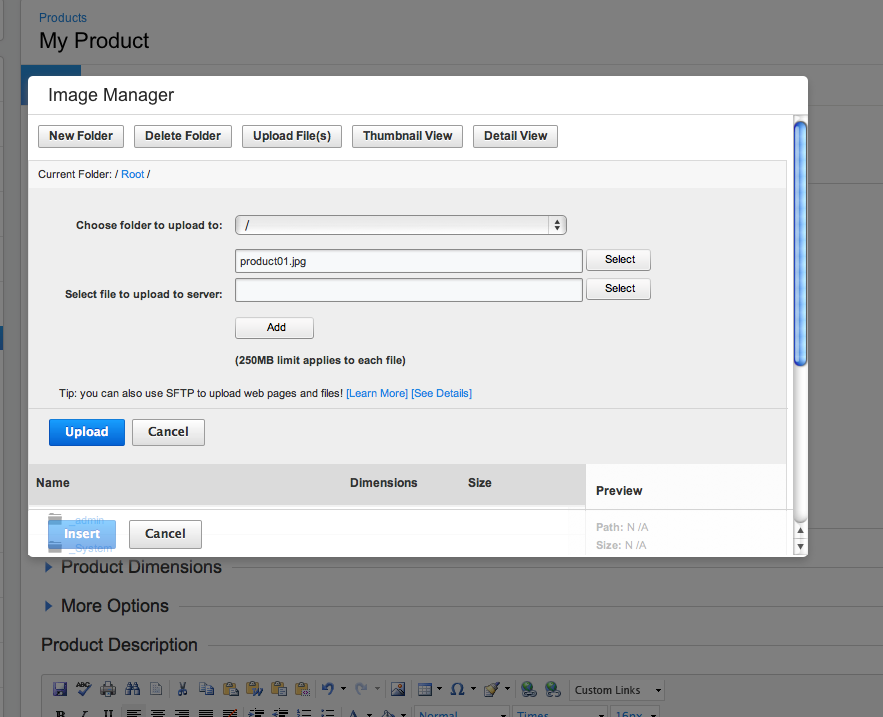 Products
My Product
Image Manager
New Folder Delete Folder Upload File(s) Thumbnail View Detail View
Current Folder: / Root /
Choose folder to upload to: /
product01.jpg Select
Select file to upload to server: Select
Add
(250MB limit applies to each file)
Tip: you can also use SFTP to upload web pages and files! [Learn More] [See Details]
Upload Cancel
Name Dimensions Size Preview
_admin
Path: N /A
Insert Cancel
_System
Size: N /A
Product Dimensions
More Options
Product Description
ABC Custom Links
B I U Normal Times 16px